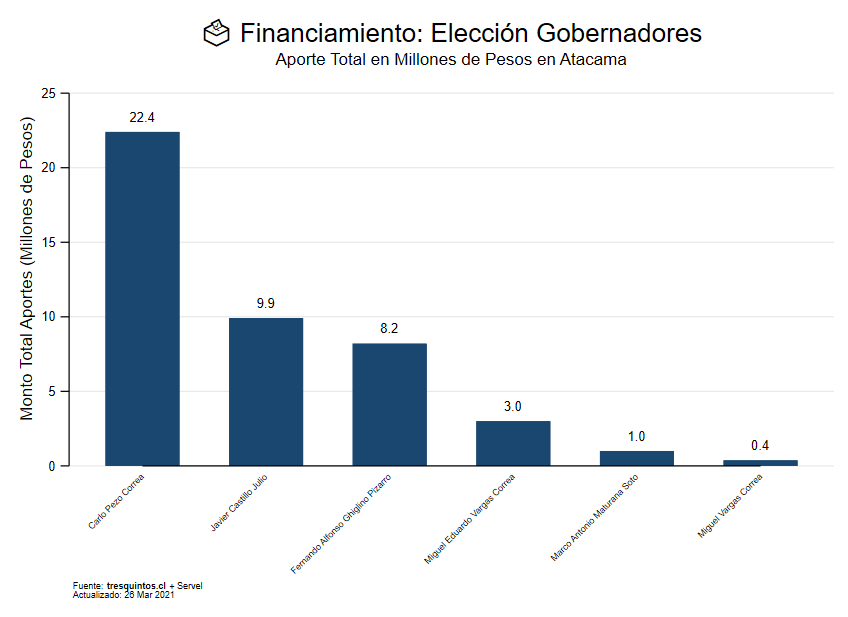 Financiamiento: Elección Gobernadores
Aporte Total en Millones de Pesos en Atacama
Monto Total Aportes (Millones de Pesos)
25
20
15
10
5
0
22.4
9.9
8.2
3.0
1.0
0.4
Carlo Pezo Correa
Javier Castillo Julio
Fernando Alfonso Ghiglino Pizarro
Miguel Eduardo Vargas Correa
Marco Antonio Maturana Soto
Miguel Vargas Correa
Fuente: tresquintos.cl + Servel
Actualizado: 26 Mar 2021